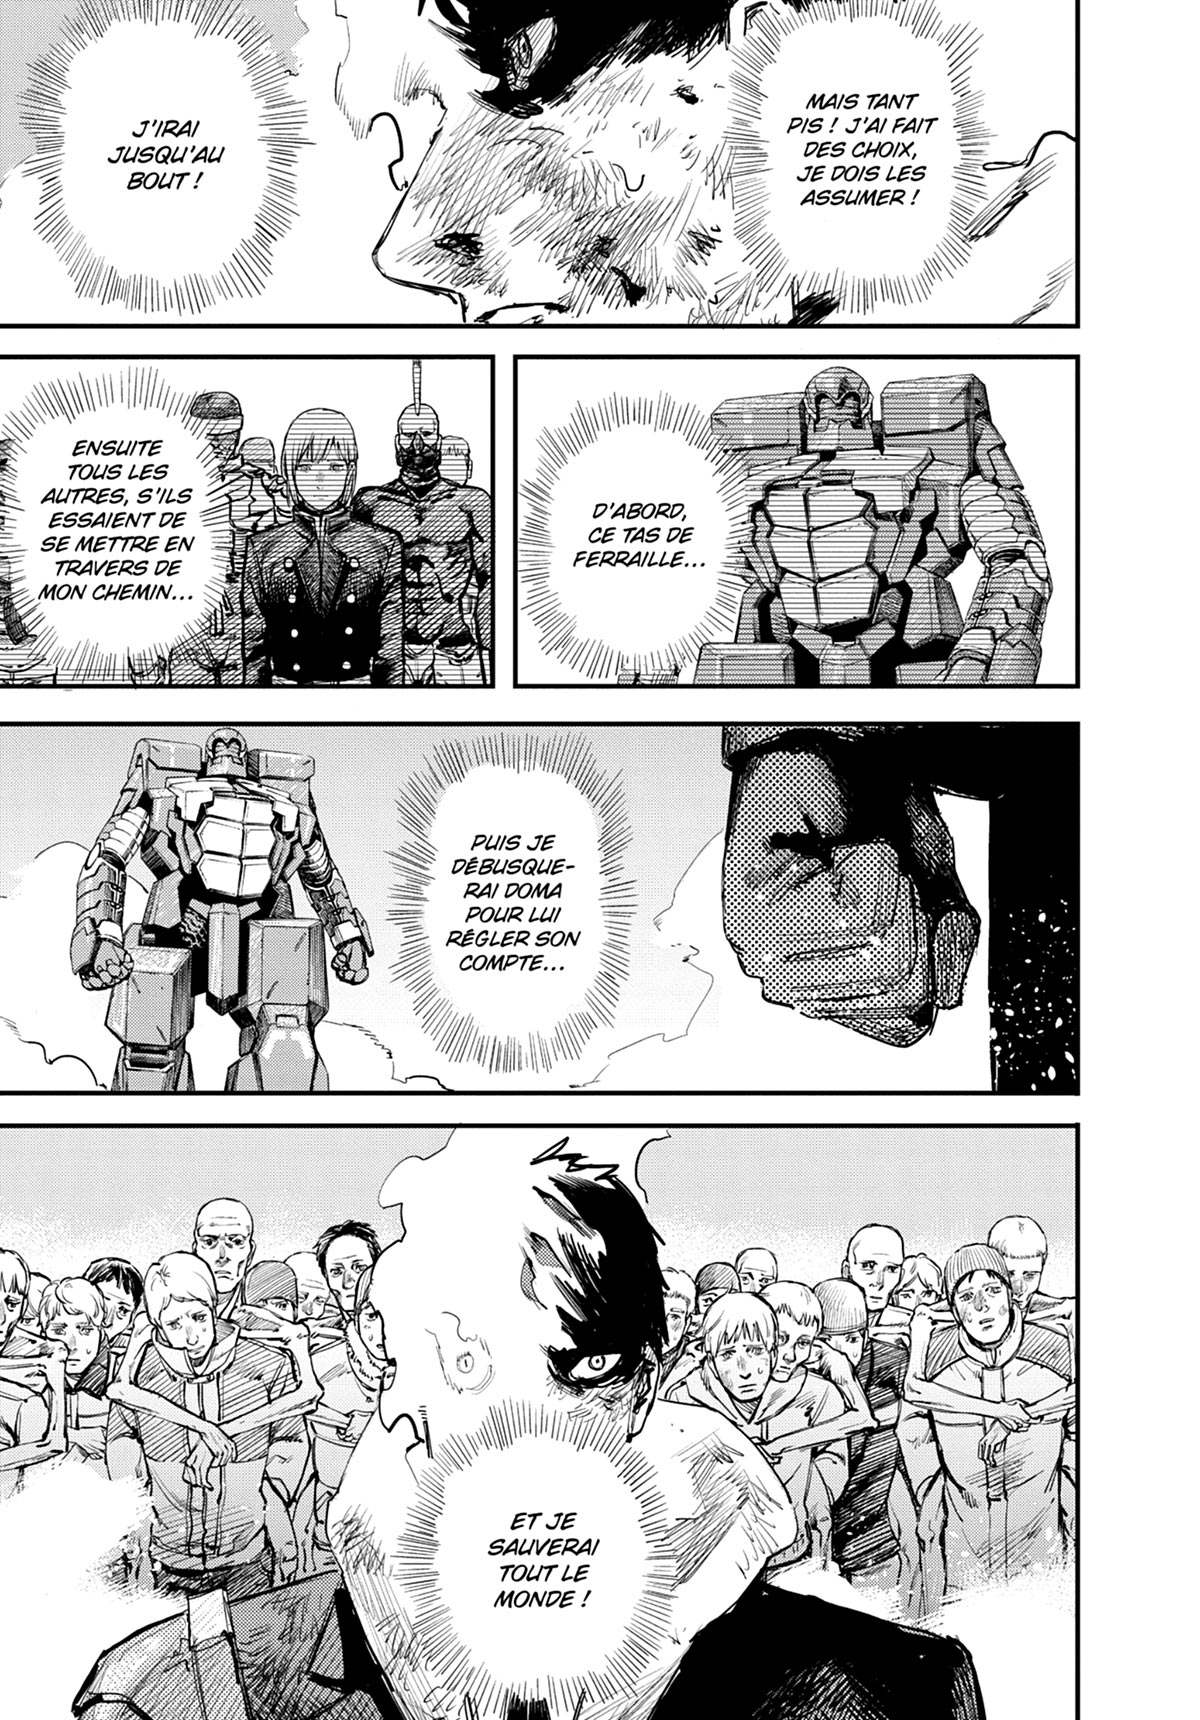 MAIS TANT
PIS ! J'AI FAIT
DES CHOIX,
JE DOIS LES
ASSUMER !
J'IRAI
JUSQU'AU
BOUT !
D'ABORD,
CE TAS DE
FERRAILLE...
ENSUITE
TOUS LES
AUTRES, S'ILS
ESSAIENT DE
SE METTRE EN
TRAVERS DE
MON CHEMIN...
PUIS JE
DÉBUSQUE-
RAI DOMA
POUR LUI
RÉGLER SON
COMPTE...
ET JE
SAUVERAI
TOUT LE
MONDE !